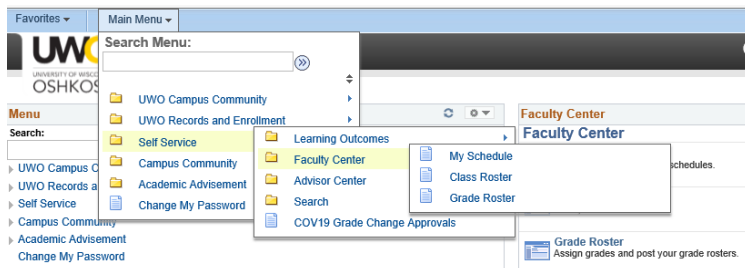 Favorites Main Menu
Search Menu:
UWO
UNIVERSITY OF WISCO
OSHKOS
UWO Campus Community
UWO Records and Enrollment
Self Service
Campus Community
Academic Advisement
Change My Password
Learning Outcomes
Faculty Center
Advisor Center
Search
COV19 Grade Change Approvals
My Schedule
Class Roster
Grade Roster
Menu
Search:
UWO Campus C
UWO Records a
Self Service
Campus Community
Academic Advisement
Change My Password
Faculty Center
Faculty Center
schedules.
Grade Roster
Assign grades and post your grade rosters.